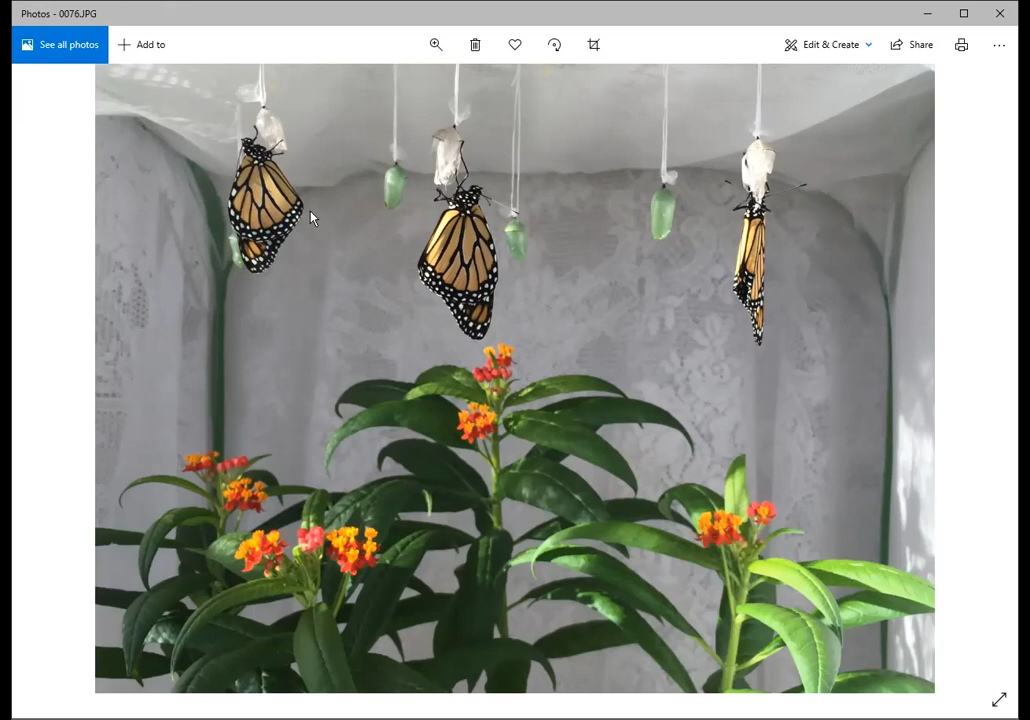 Photos - 0076.JPG
See all photos
Add to
Edit & Create
Share